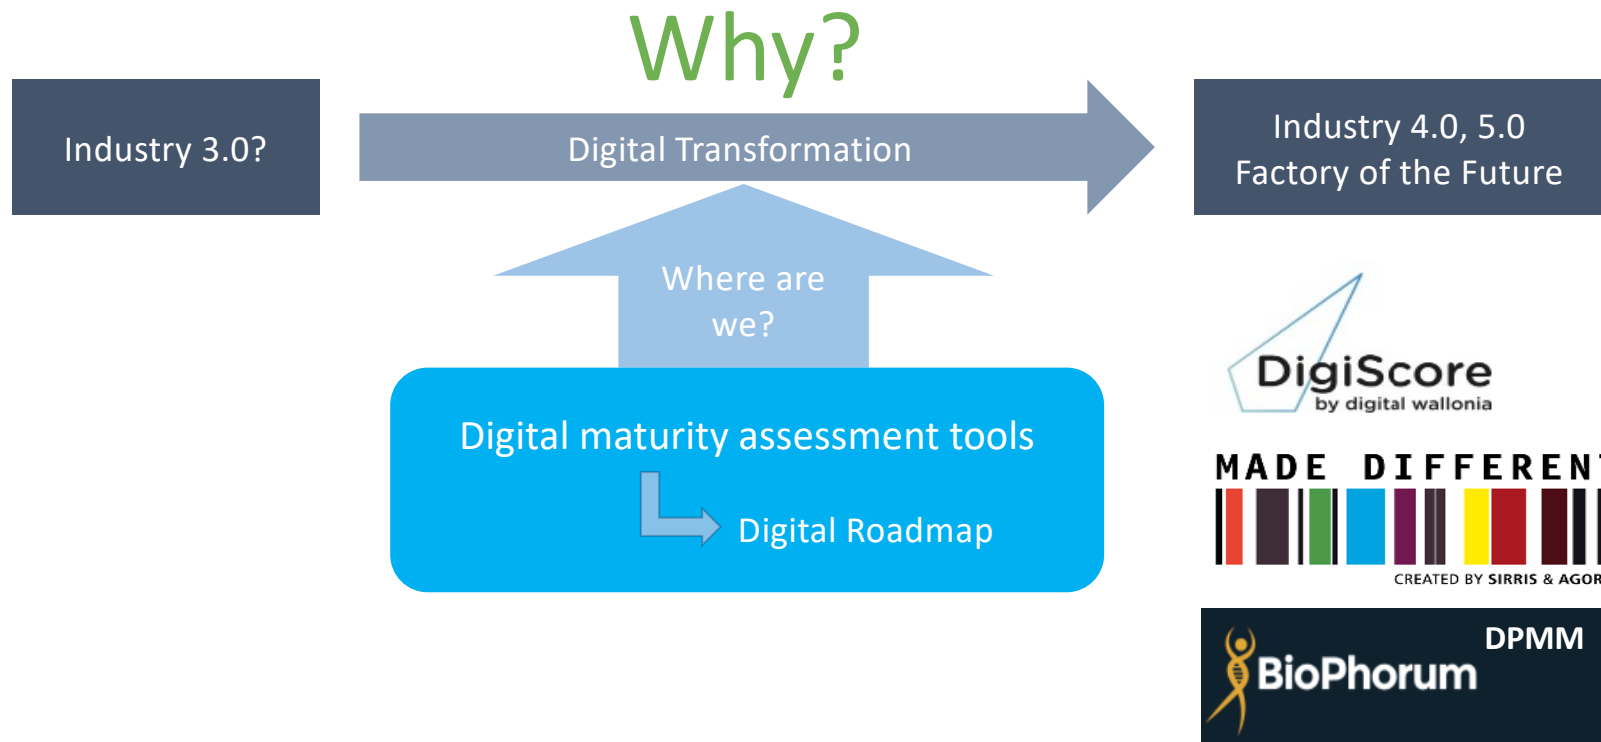 Why?
Industry 3.0?
Digital Transformation
Industry 4.0, 5.0
Factory of the Future
Where are
we?
Digital maturity assessment tools
Digital Roadmap
DigiScore
by digital wallonia
MADE DIFFERENT
CREATED BY SIRRIS & AGOR
DPMM
BioPhorum